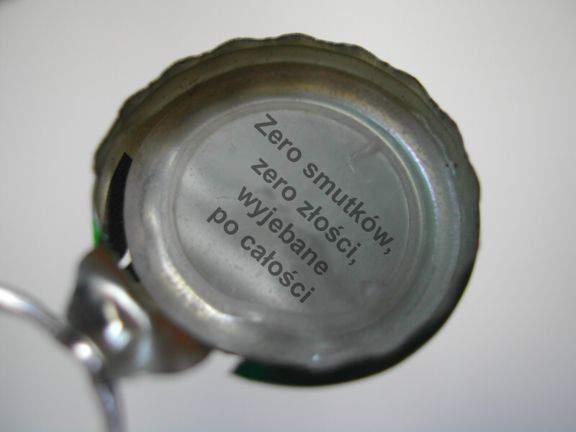 Zero smutków,
zero złości,
wyjebane
po całości